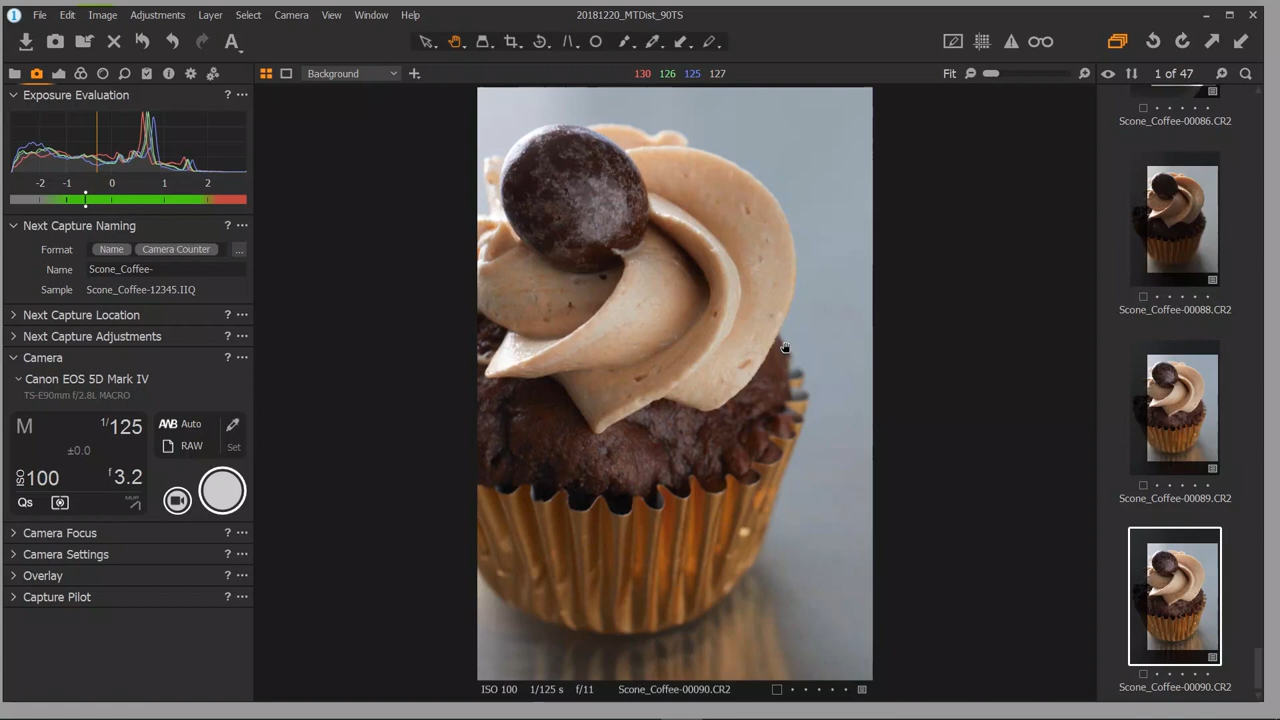 File Edit Image Adjustments Layer Select Camera View Window Help 20181220_MTDist_90TS
Background 130 126 125 127 Fit 1 of 47
Exposure Evaluation ? ...
-2 -1 0 1 2
Next Capture Naming ? ...
Format Name Camera Counter ...
Name Scone_Coffee-
Sample Scone_Coffee-12345.IIQ
Next Capture Location ? ...
Next Capture Adjustments ? ...
Camera ? ...
Canon EOS 5D Mark IV
TS-E90mm f/2.8L MACRO
M 1/125 AWB Auto
±0.0 RAW Set
ISO 100 f 3.2
Qs
Camera Focus ? ...
Camera Settings ? ...
Overlay ? ...
Capture Pilot ? ...
ISO 100 1/125 s f/11 Scone_Coffee-00090.CR2
Scone_Coffee-00086.CR2
Scone_Coffee-00088.CR2
Scone_Coffee-00089.CR2
Scone_Coffee-00090.CR2